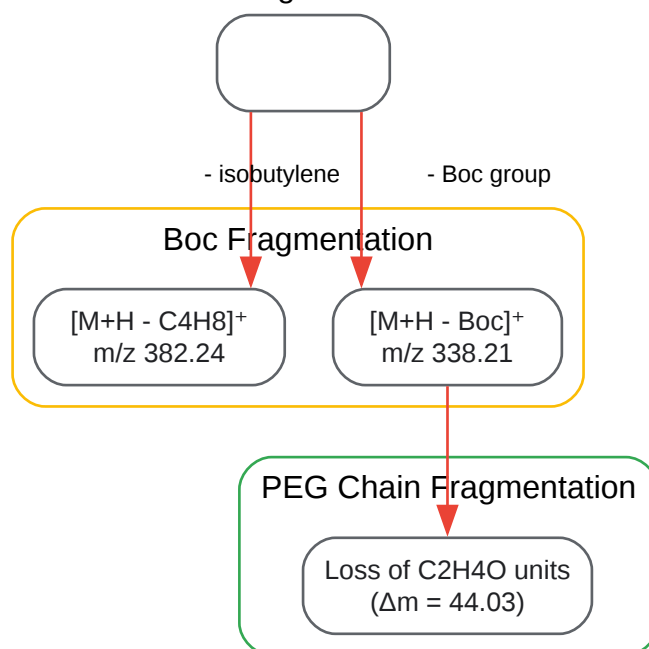 - isobutylene
- Boc group
Boc Fragmentation
[M+H - C4H8]⁺
m/z 382.24
[M+H - Boc]⁺
m/z 338.21
PEG Chain Fragmentation
Loss of C2H4O units
(Δm = 44.03)